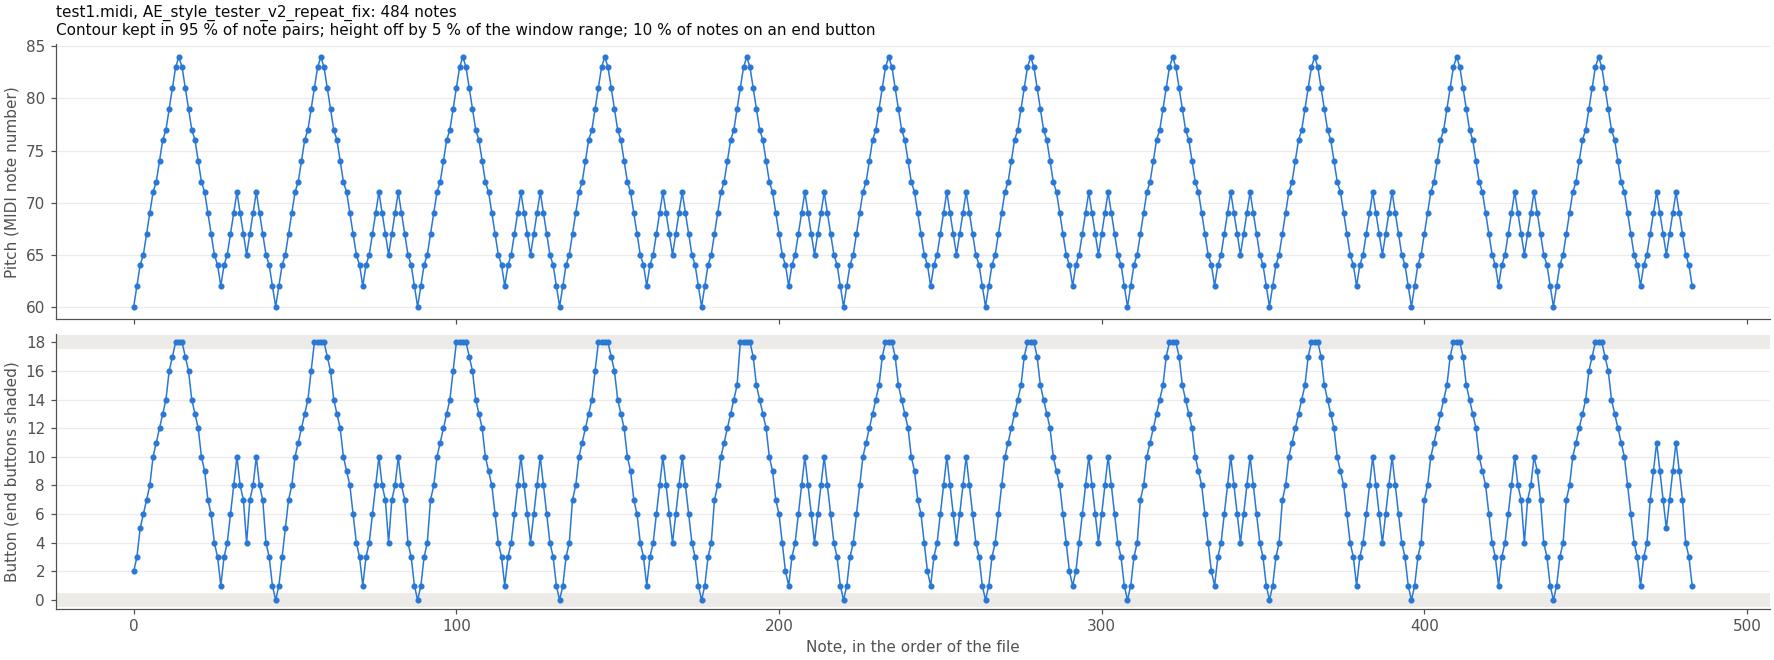 test1.midi, AE_style_tester_v2_repeat_fix: 484 notes
Contour kept in 95 % of note pairs; height off by 5 % of the window range; 10 % of notes on an end button
Pitch (MIDI note number)
85
80
75
70
65
60
Button (end buttons shaded)
18
16
14
12
10
8
6
4
2
0
0 100 200 300 400 500
Note, in the order of the file